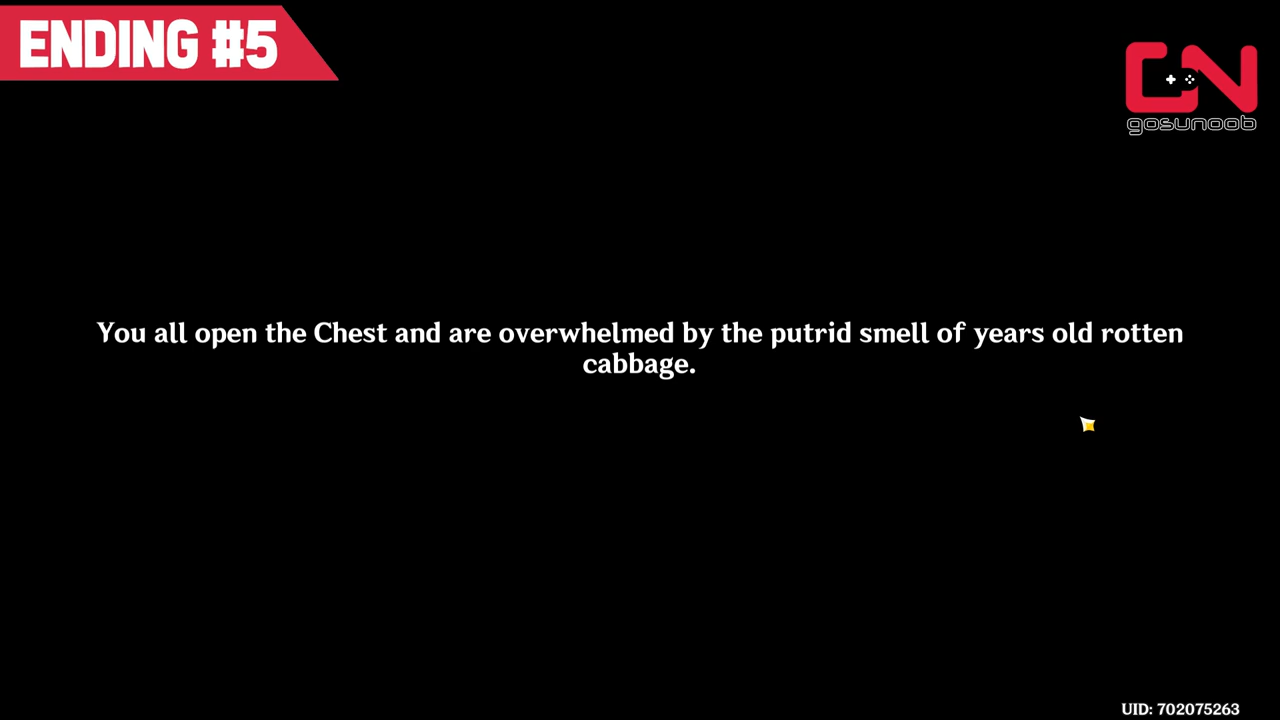 ENDING #5
gosunoob
You all open the Chest and are overwhelmed by the putrid smell of years old rotten
cabbage.
UID: 702075263